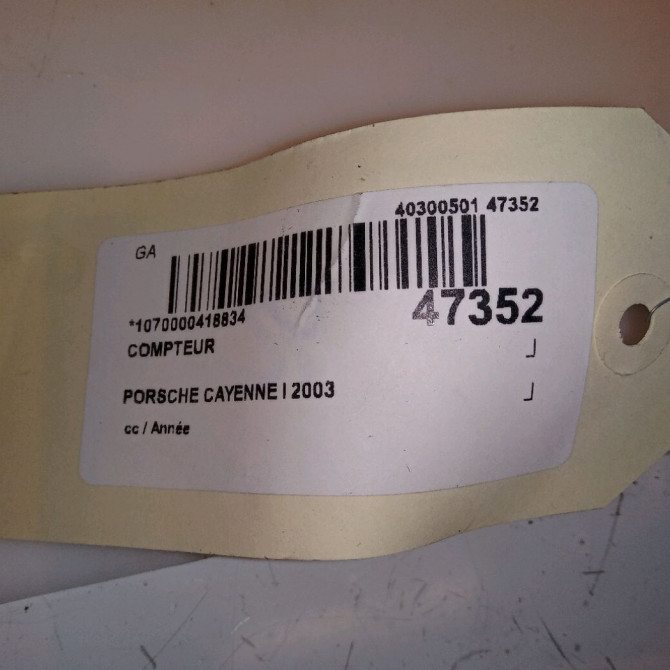 40300501 47352
GA
*1070000418834
47352
COMPTEUR
PORSCHE CAYENNE I 2003
cc / Année